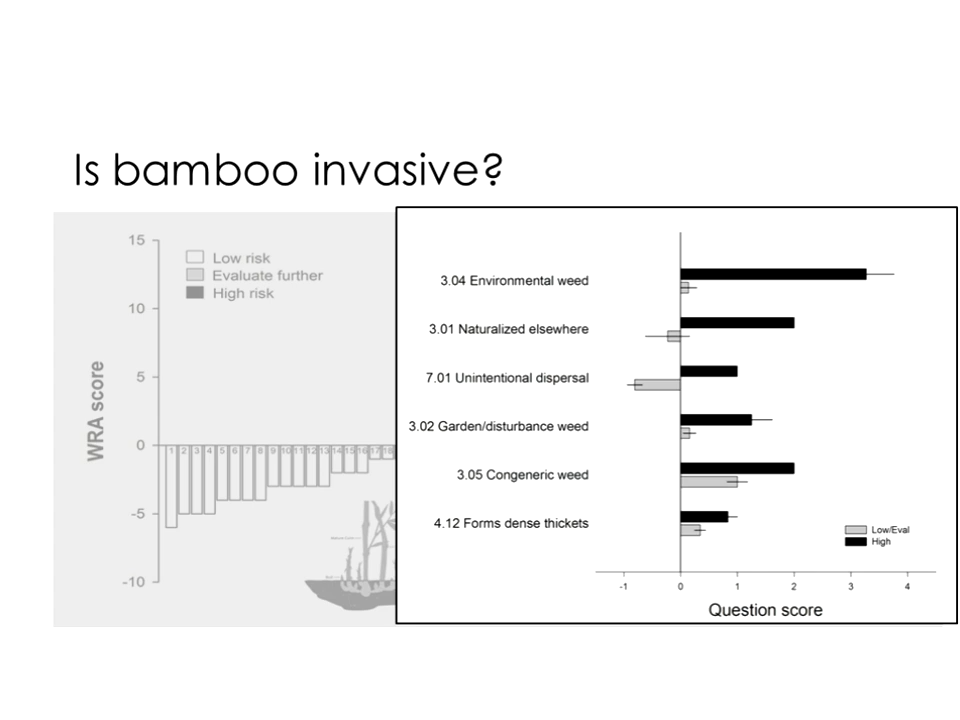 Is bamboo invasive?
15
10
5
0
-5
-10
WRA score
Low risk
Evaluate further
High risk
1 2 3 4 5 6 7 8 9 10 11 12 13 14 15 16 17 18
3.04 Environmental weed
3.01 Naturalized elsewhere
7.01 Unintentional dispersal
3.02 Garden/disturbance weed
3.05 Congeneric weed
4.12 Forms dense thickets
Low/Eval
High
-1 0 1 2 3 4
Question score